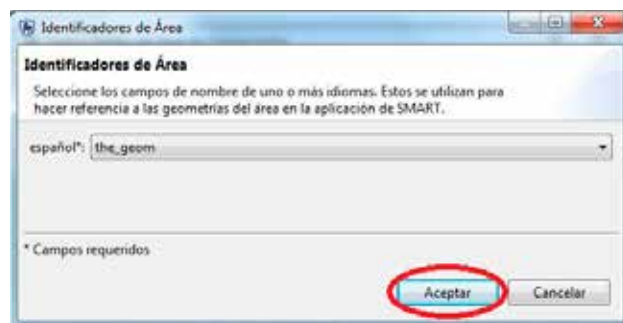 Identificadores de Área
Identificadores de Área
Seleccione los campos de nombre de uno o más idiomas. Estos se utilizan para
hacer referencia a las geometrías del área en la aplicación de SMART.
español*: the_geom
* Campos requeridos
Aceptar Cancelar